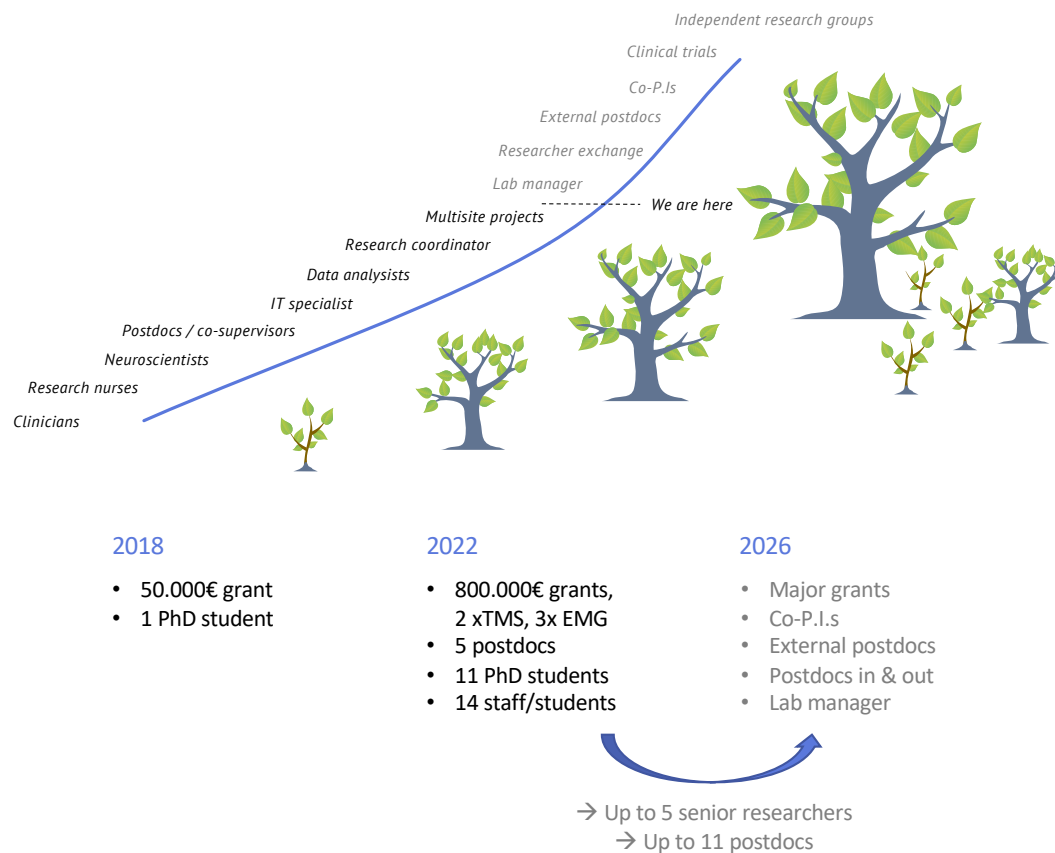 Independent research groups
Clinical trials
Co-P.Is
External postdocs
Researcher exchange
Lab manager
We are here
Multisite projects
Research coordinator
Data analysists
IT specialist
Postdocs / co-supervisors
Neuroscientists
Research nurses
Clinicians
2018
• 50.000€ grant
• 1 PhD student
2022
• 800.000€ grants,
2 xTMS, 3x EMG
• 5 postdocs
• 11 PhD students
• 14 staff/students
2026
• Major grants
• Co-P.I.s
• External postdocs
• Postdocs in & out
• Lab manager
→ Up to 5 senior researchers
→ Up to 11 postdocs